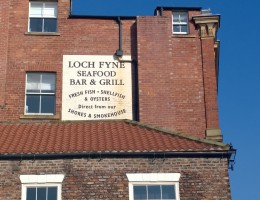 LOCH FYNE
SEAFOOD
BAR & GRILL
FRESH FISH · SHELLFISH
& OYSTERS
Direct from our
SHORES & SMOKEHOUSE